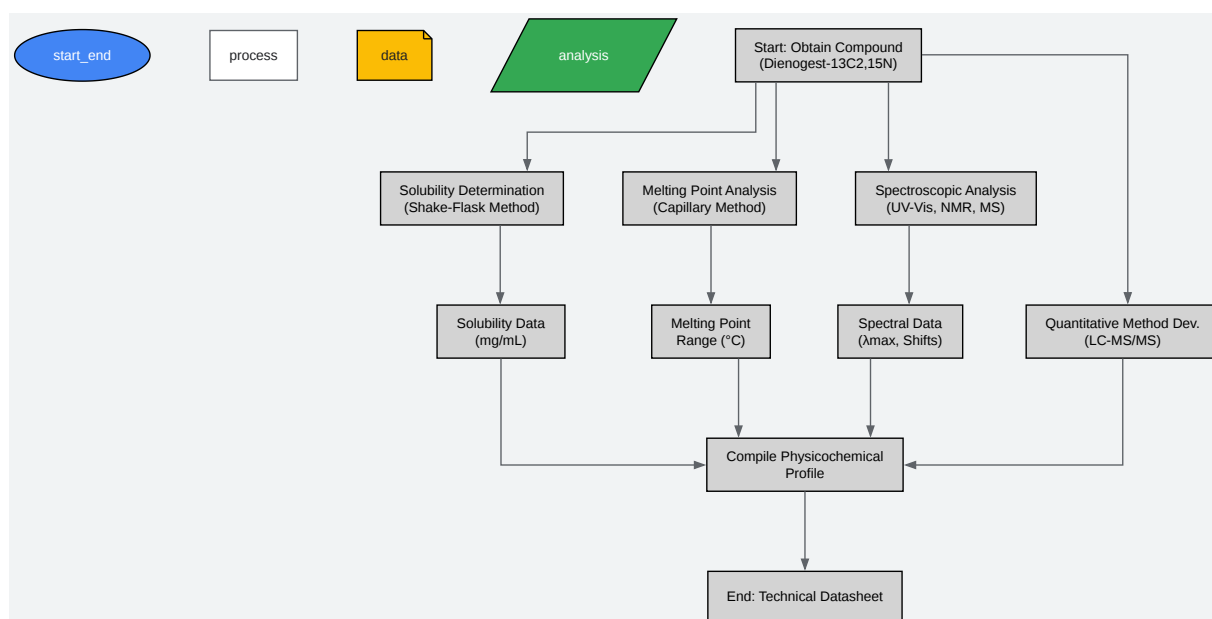 start_end
process
data
analysis
Start: Obtain Compound
(Dienogest-13C2,15N)
Solubility Determination
(Shake-Flask Method)
Melting Point Analysis
(Capillary Method)
Spectroscopic Analysis
(UV-Vis, NMR, MS)
Solubility Data
(mg/mL)
Melting Point
Range (°C)
Spectral Data
(λmax, Shifts)
Quantitative Method Dev.
(LC-MS/MS)
Compile Physicochemical
Profile
End: Technical Datasheet